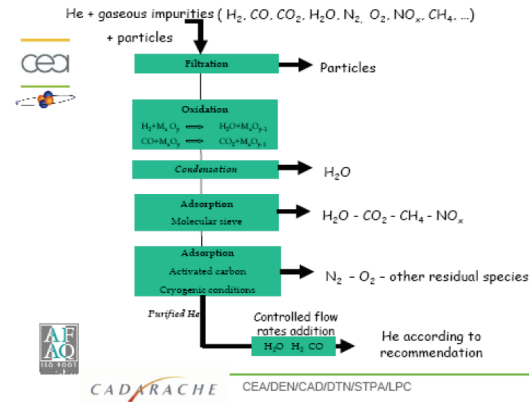 He + gaseous impurities ( H2, CO, CO2, H2O, N2, O2, NOx, CH4, ...)
+ particles
cea
Filtration
Particles
Oxidation
H2+MxOy ⇒ H2O+MxOy-1
CO+MxOy ⇒ CO2+MxOy-1
Condensation
H2O
Adsorption
Molecular sieve
H2O - CO2 - CH4 - NOx
Adsorption
Activated carbon
Cryogenic conditions
N2 - O2 - other residual species
Purified He
Controlled flow
rates addition
H2O H2 CO
He according to
recommendation
AFAQ
ISO 9001
CADARACHE
CEA/DEN/CAD/DTN/STPA/LPC